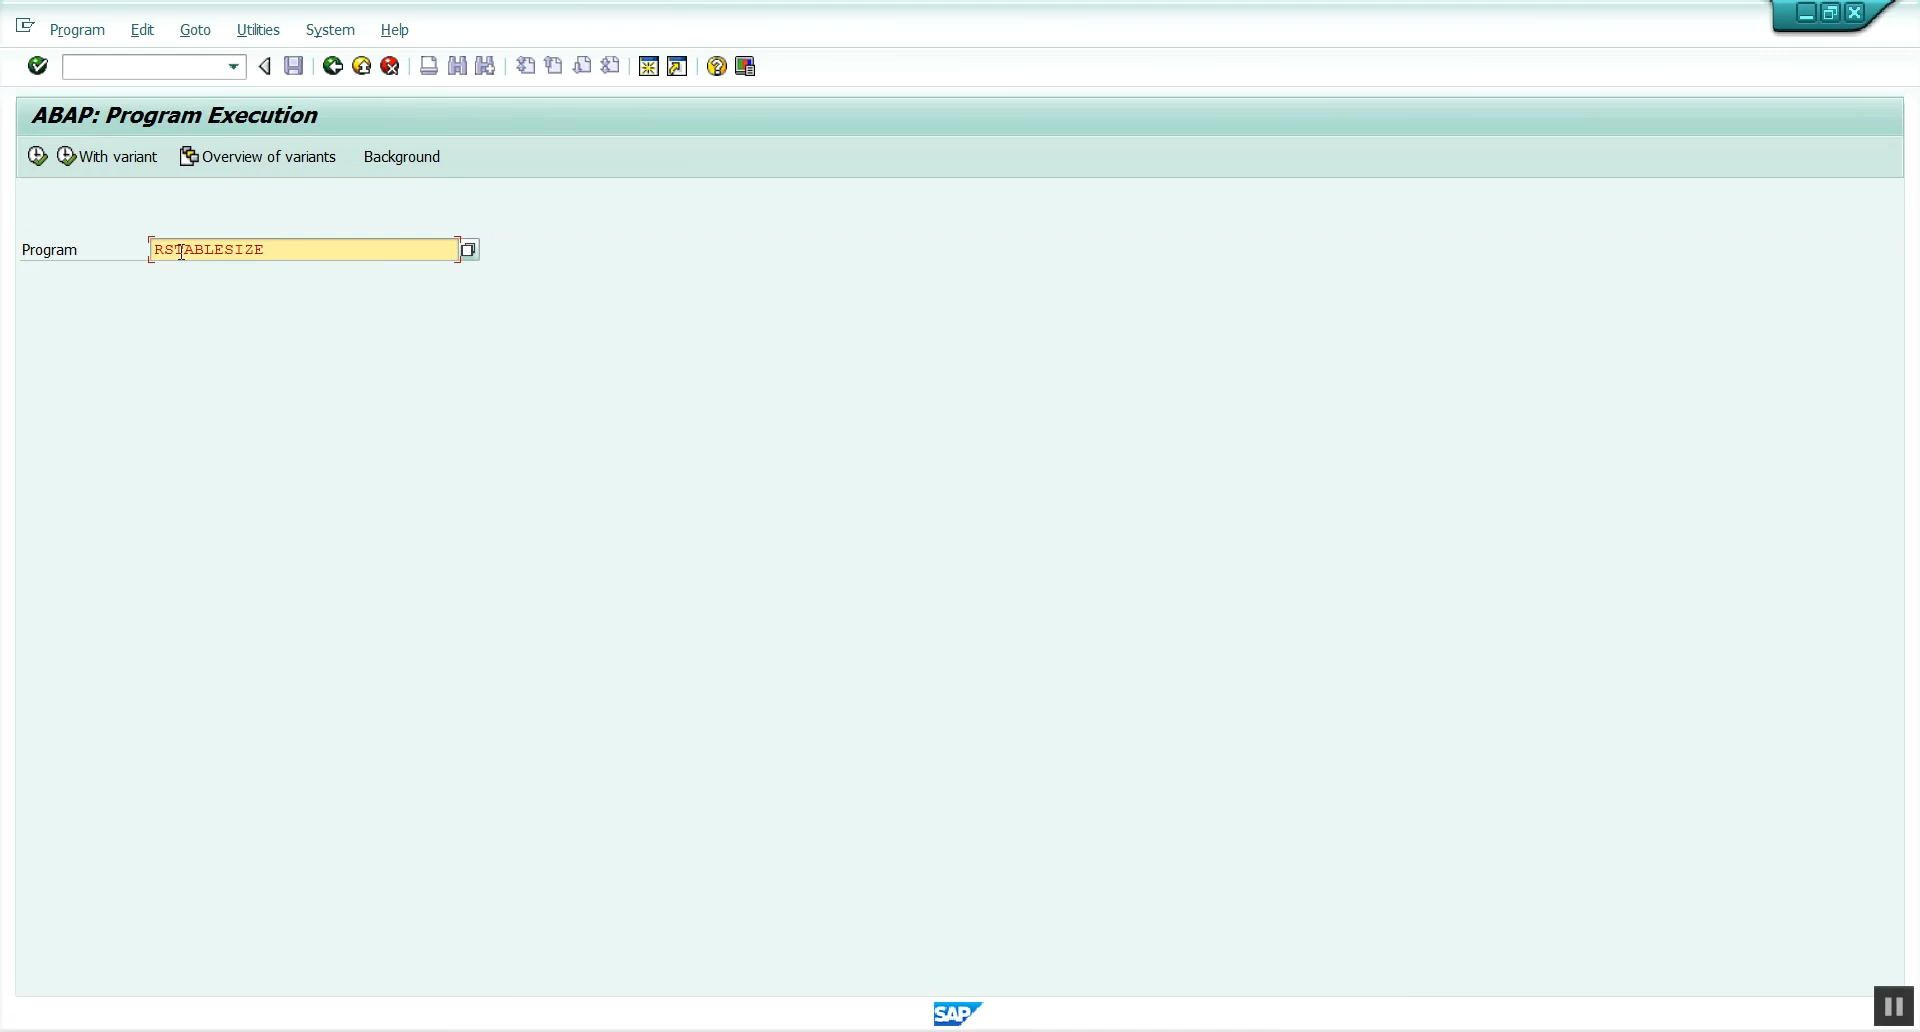 Program Edit Goto Utilities System Help
ABAP: Program Execution
With variant Overview of variants Background
Program RSTABLESIZE
SAP